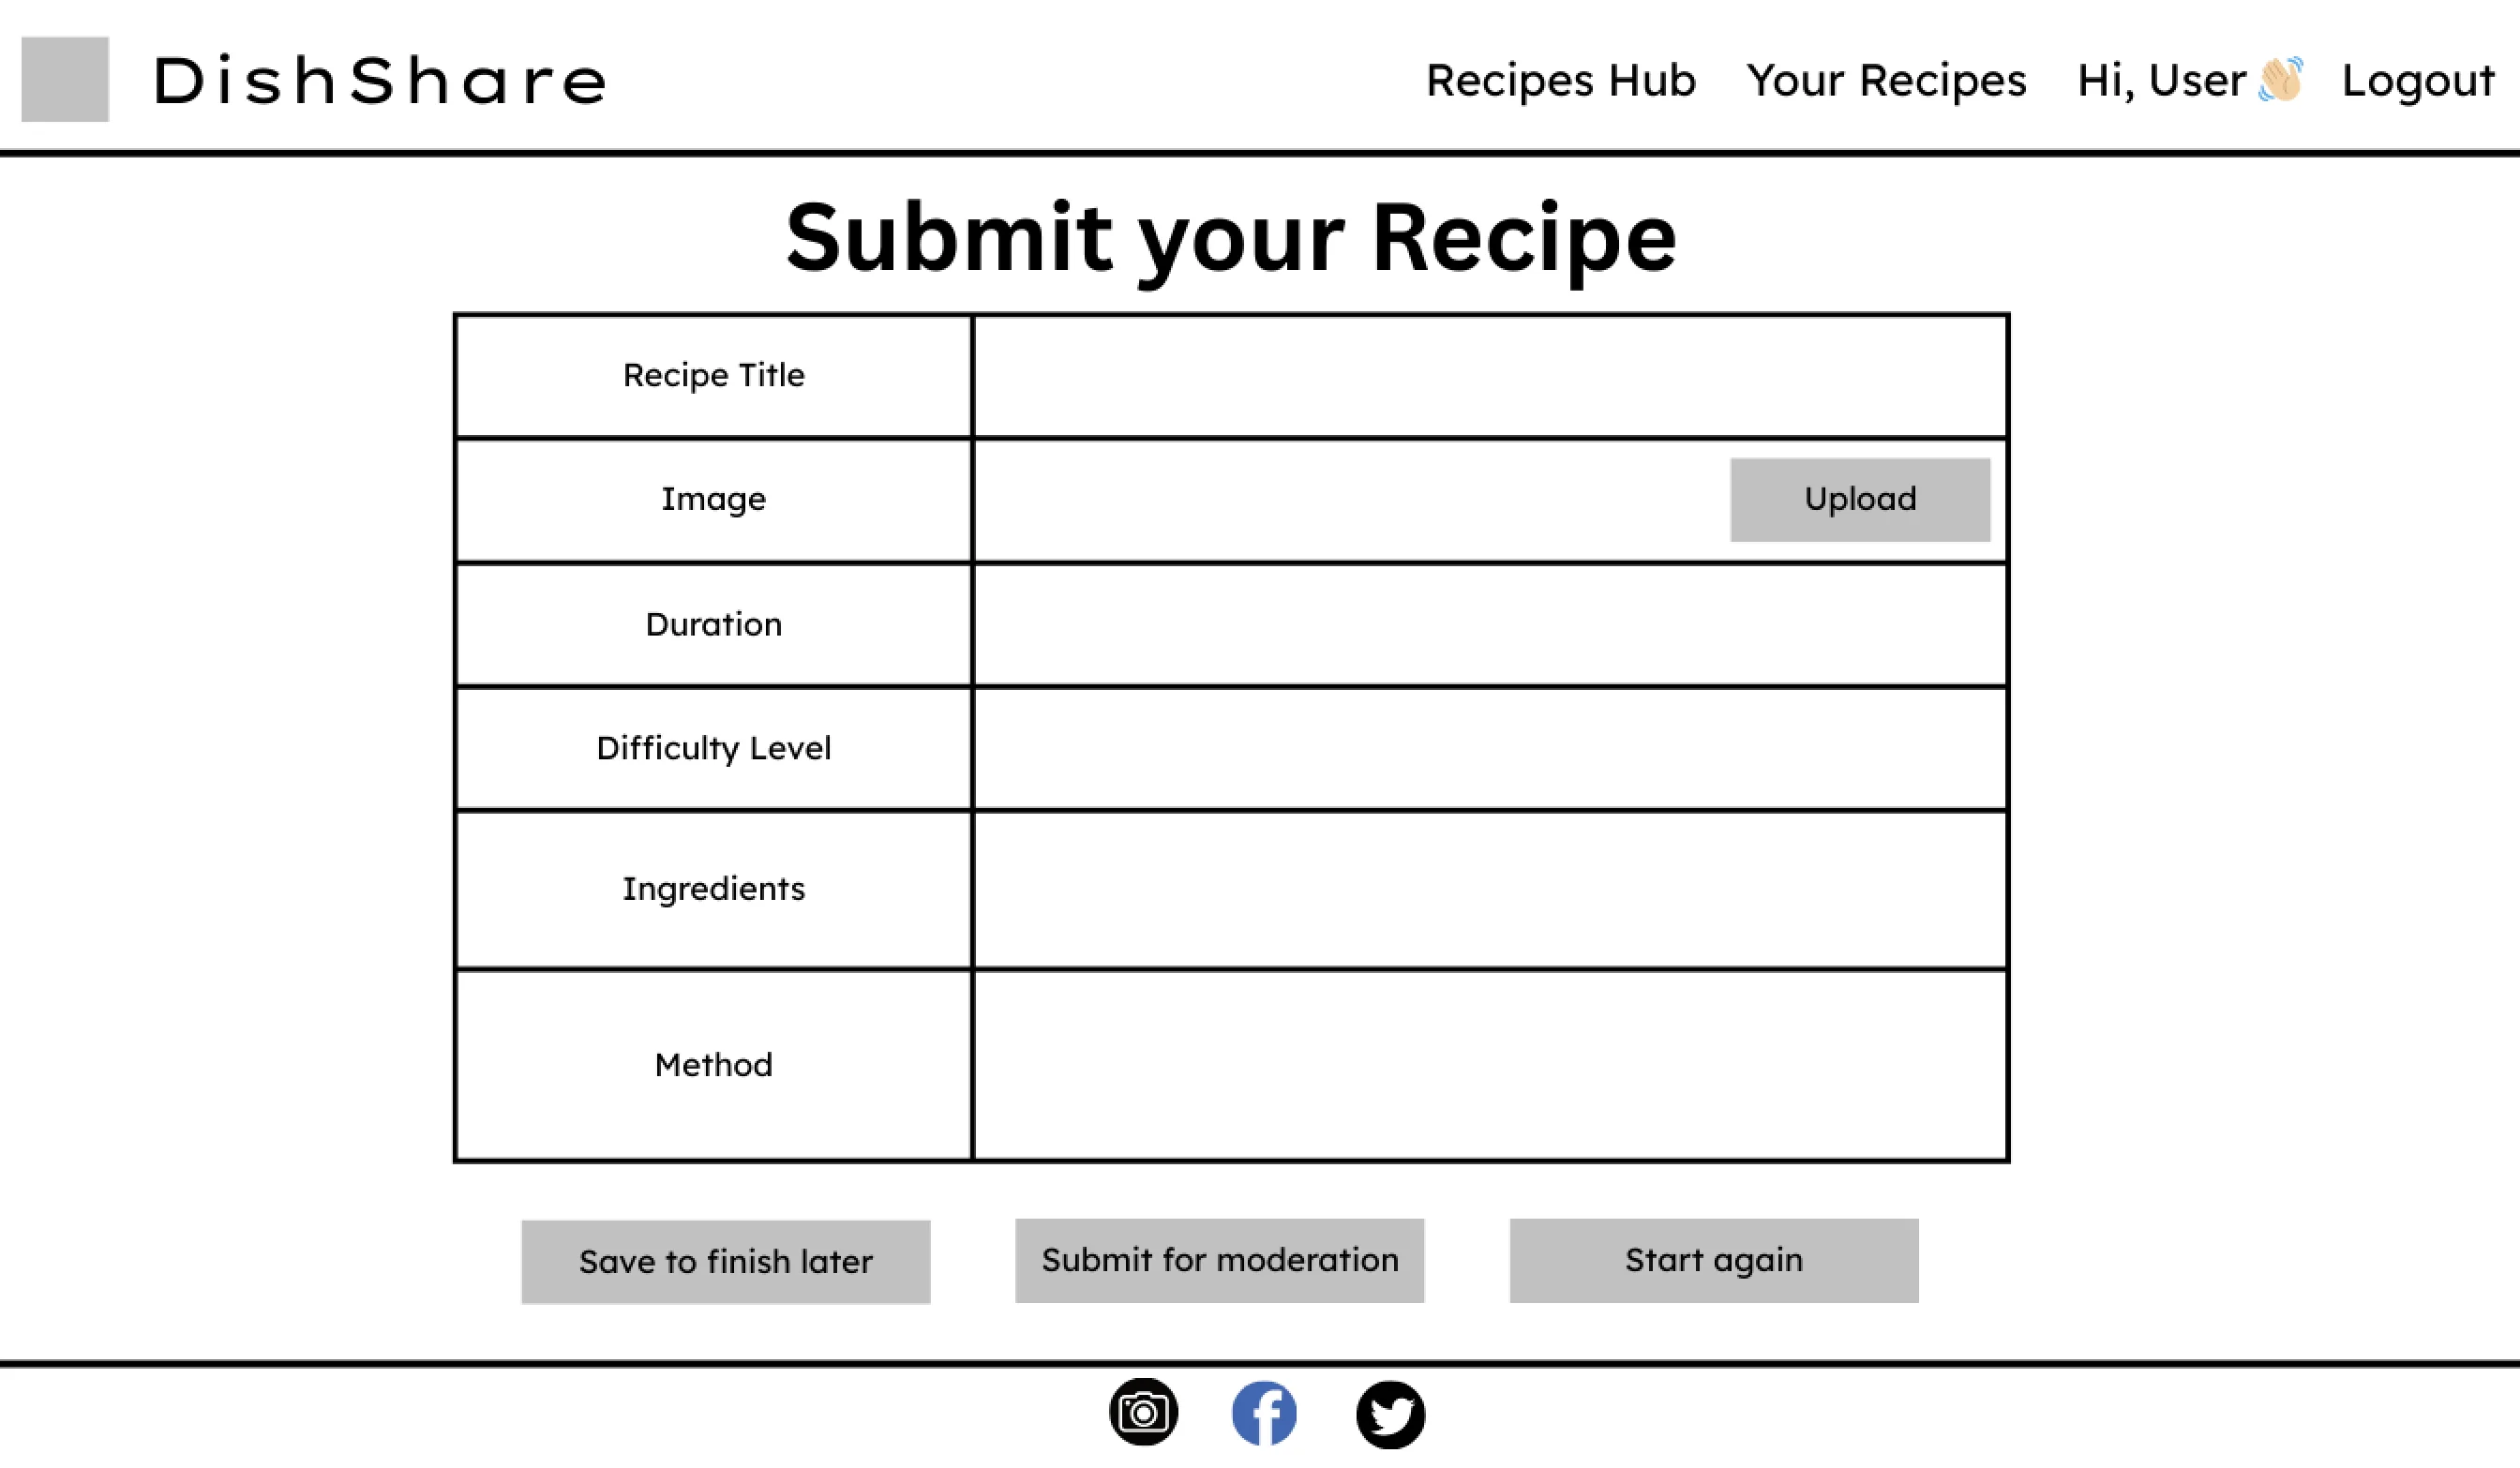 DishShare
Recipes Hub Your Recipes Hi, User 👋🏼 Logout
Submit your Recipe
Recipe Title
Image Upload
Duration
Difficulty Level
Ingredients
Method
Save to finish later Submit for moderation Start again